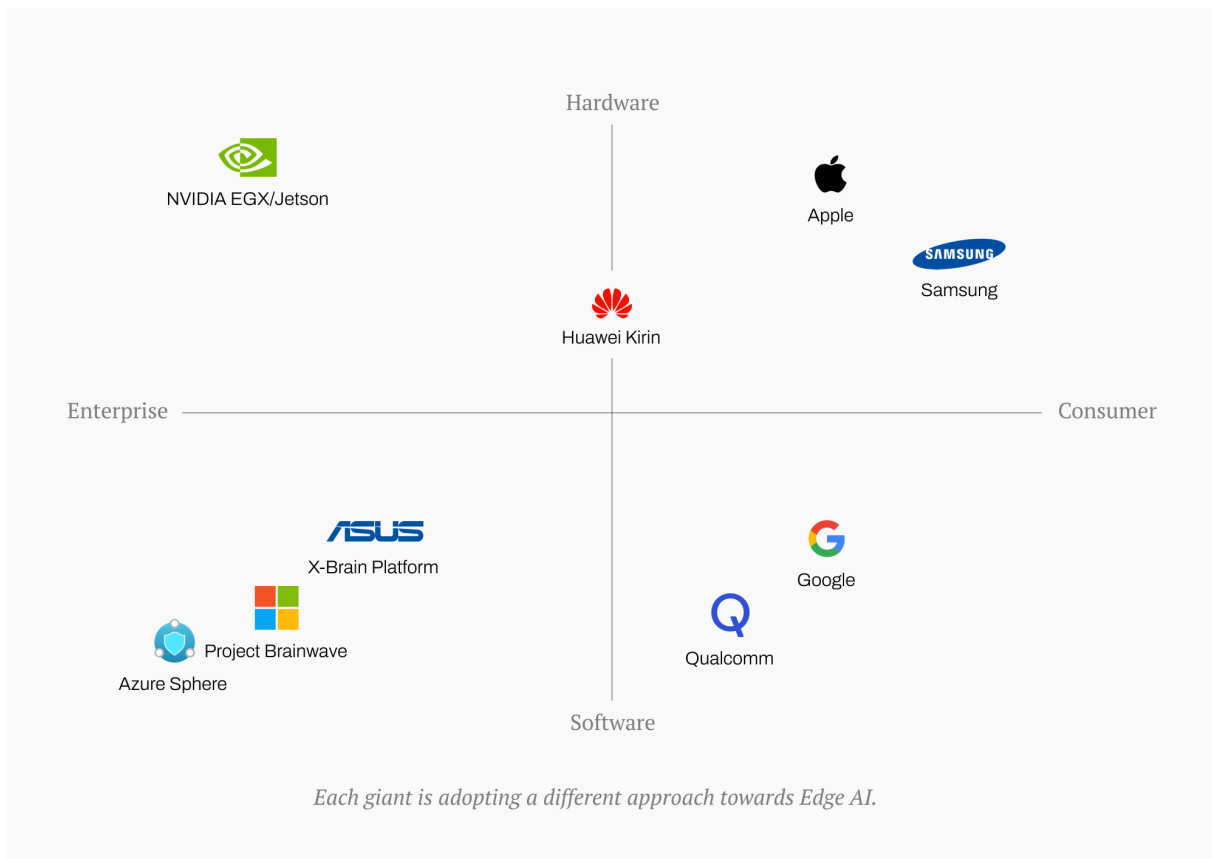 Hardware
NVIDIA EGX/Jetson
Apple
SAMSUNG
Samsung
Huawei Kirin
Enterprise
Consumer
ASUS
X-Brain Platform
Google
Project Brainwave
Qualcomm
Azure Sphere
Software
Each giant is adopting a different approach towards Edge AI.